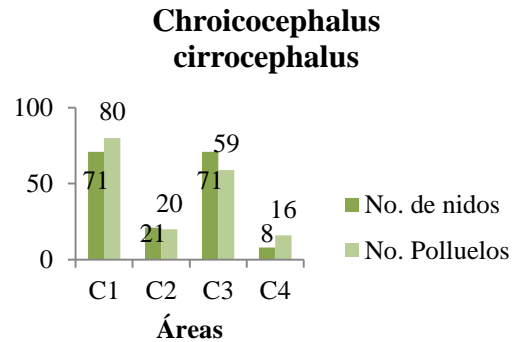 Chroicocephalus
cirrocephalus
100
50
0
80
71
20
21
59
71
16
8
C1 C2 C3 C4
Áreas
No. de nidos
No. Polluelos